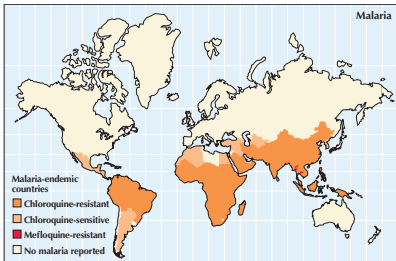 Malaria
Malaria-endemic
countries
Chloroquine-resistant
Chloroquine-sensitive
Mefloquine-resistant
No malaria reported